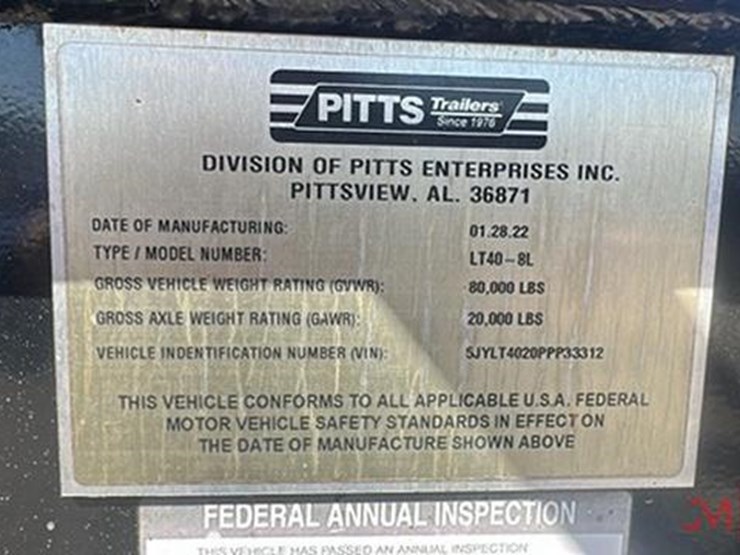 PITTS Trailers
Since 1976
DIVISION OF PITTS ENTERPRISES INC.
PITTSVIEW, AL. 36871
DATE OF MANUFACTURING: 01.28.22
TYPE / MODEL NUMBER: LT40-8L
GROSS VEHICLE WEIGHT RATING (GVWR): 80,000 LBS
GROSS AXLE WEIGHT RATING (GAWR): 20,000 LBS
VEHICLE INDENTIFICATION NUMBER (VIN): 5JYLT4020PPP33312
THIS VEHICLE CONFORMS TO ALL APPLICABLE U.S.A. FEDERAL
MOTOR VEHICLE SAFETY STANDARDS IN EFFECT ON
THE DATE OF MANUFACTURE SHOWN ABOVE
FEDERAL ANNUAL INSPECTION
THIS VEHICLE HAS PASSED AN ANNUAL INSPECTION
CM